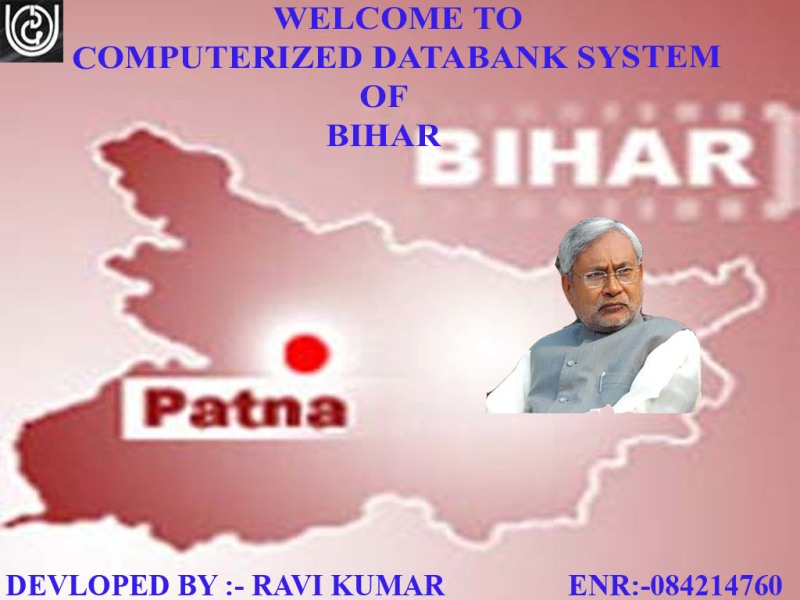 WELCOME TO
COMPUTERIZED DATABANK SYSTEM
OF
BIHAR
BIHAR
Patna
DEVLOPED BY :- RAVI KUMAR ENR:-084214760